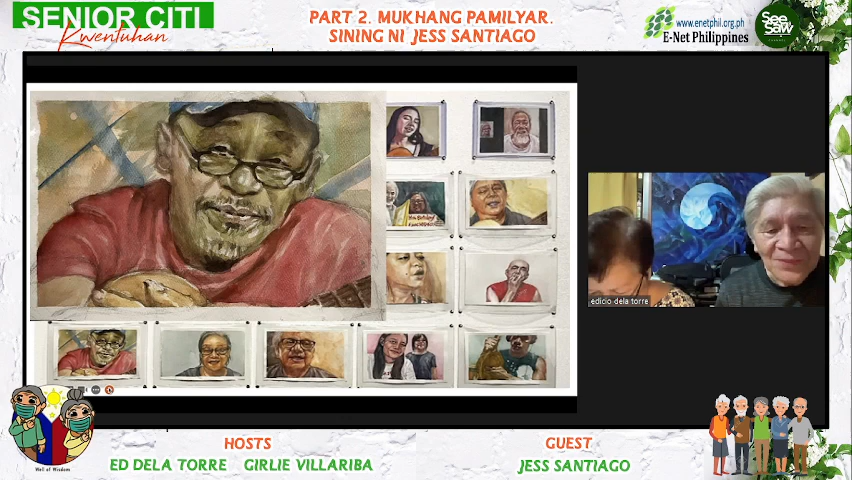 SENIOR CITI
Kwentuhan
PART 2. MUKHANG PAMILYAR.
SINING NI JESS SANTIAGO
www.enetphil.org.ph
E-Net Philippines
See
Saw
edicio dela torre
Well of Wisdom
HOSTS
ED DELA TORRE GIRLIE VILLARIBA
GUEST
JESS SANTIAGO